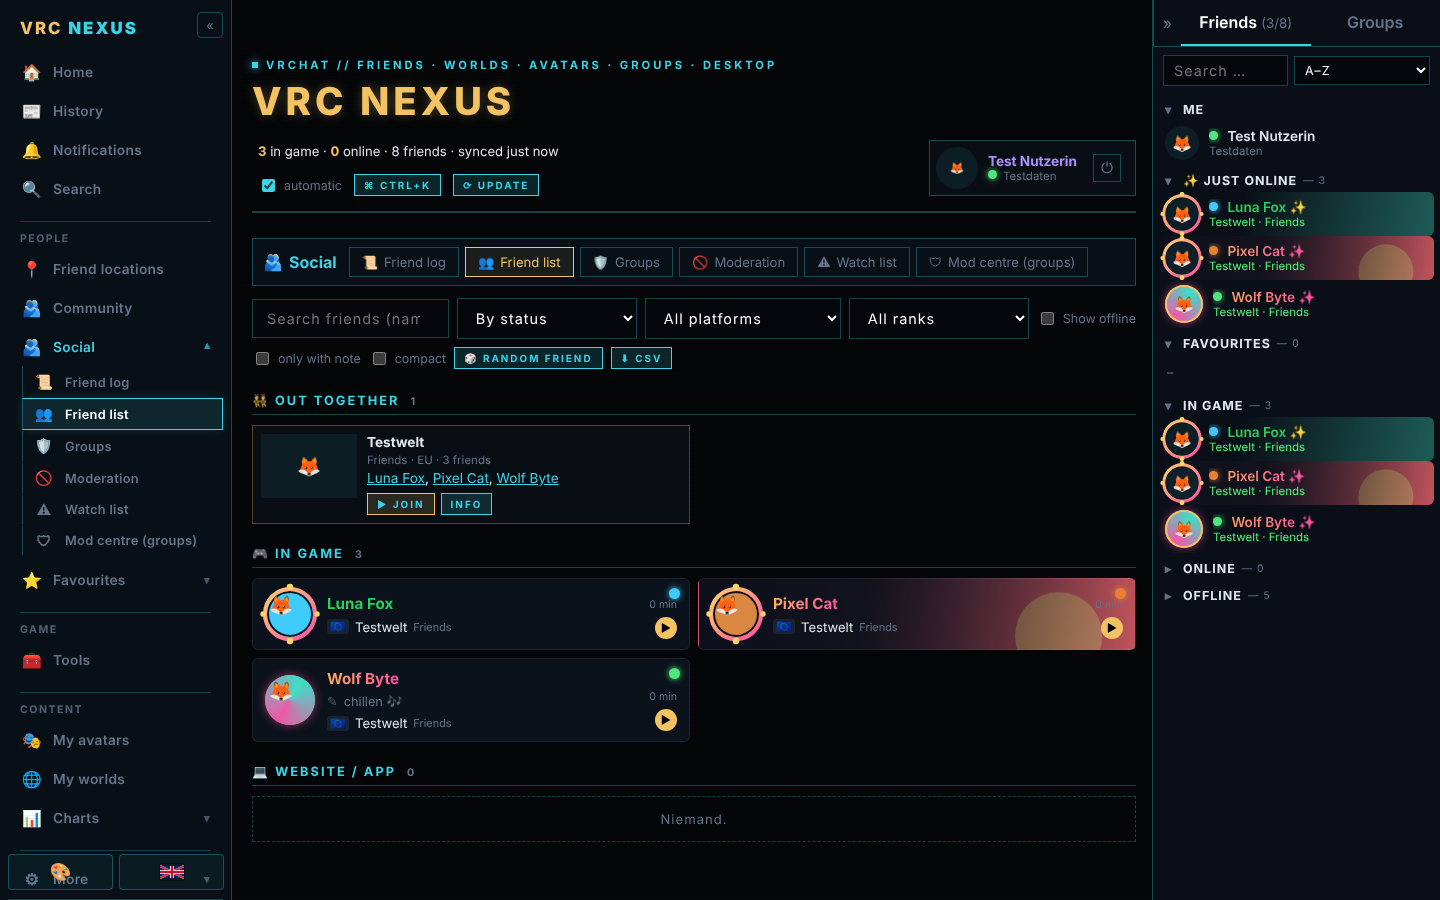 VRC NEXUS
«
Home
History
Notifications
Search
PEOPLE
Friend locations
Community
Social
Friend log
Friend list
Groups
Moderation
Watch list
Mod centre (groups)
Favourites
GAME
Tools
CONTENT
My avatars
My worlds
Charts
More
VRCHAT // FRIENDS · WORLDS · AVATARS · GROUPS · DESKTOP
VRC NEXUS
3 in game · 0 online · 8 friends · synced just now
automatic
⌘ CTRL+K
⟳ UPDATE
Test Nutzerin
Testdaten
Social
Friend log
Friend list
Groups
Moderation
Watch list
Mod centre (groups)
Search friends (nam
By status
All platforms
All ranks
Show offline
only with note
compact
RANDOM FRIEND
⬇ CSV
OUT TOGETHER 1
Testwelt
Friends · EU · 3 friends
Luna Fox, Pixel Cat, Wolf Byte
▶ JOIN
INFO
IN GAME 3
Luna Fox
0 min
Testwelt Friends
Pixel Cat
0 min
Testwelt Friends
Wolf Byte
✎ chillen 🎶
0 min
Testwelt Friends
WEBSITE / APP 0
Niemand.
»
Friends (3/8)
Groups
Search ...
A–Z
ME
Test Nutzerin
Testdaten
✨ JUST ONLINE — 3
Luna Fox ✨
Testwelt · Friends
Pixel Cat ✨
Testwelt · Friends
Wolf Byte ✨
Testwelt · Friends
FAVOURITES — 0
–
IN GAME — 3
Luna Fox ✨
Testwelt · Friends
Pixel Cat ✨
Testwelt · Friends
Wolf Byte ✨
Testwelt · Friends
ONLINE — 0
OFFLINE — 5